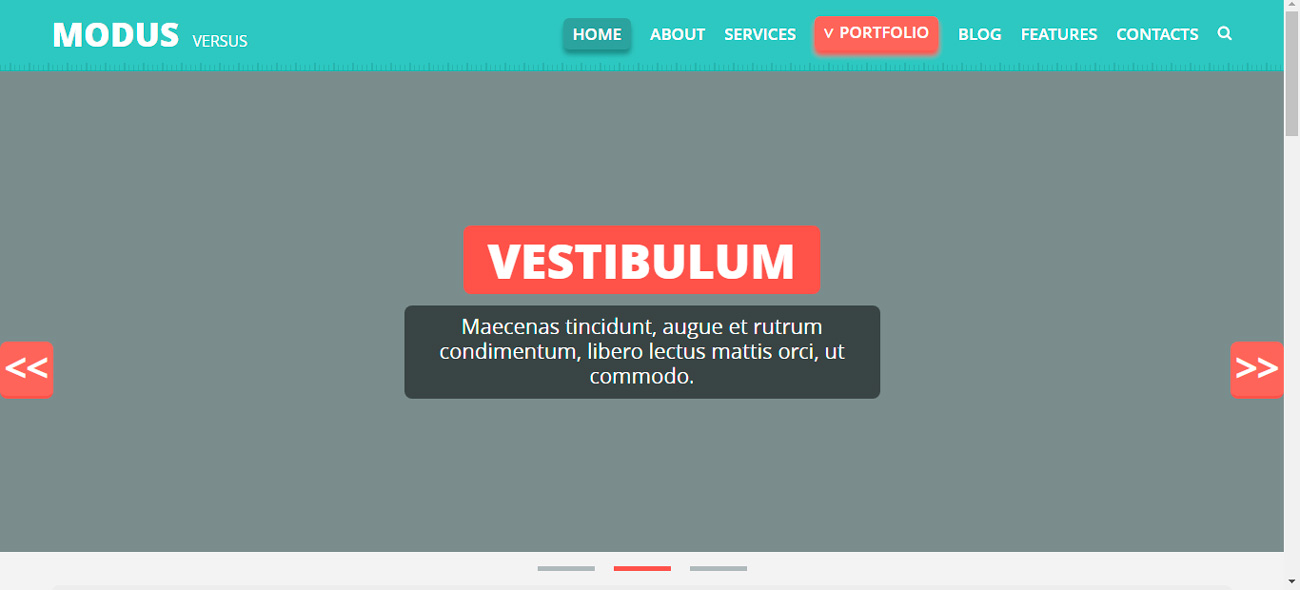 MODUS VERSUS HOME ABOUT SERVICES V PORTFOLIO BLOG FEATURES CONTACTS
VESTIBULUM
Maecenas tincidunt, augue et rutrum
condimentum, libero lectus mattis orci, ut
commodo.
<< >>